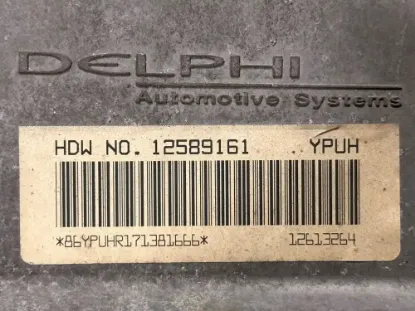 DELPHI
Automotive Systems
HDW NO. 12589161 YPUH
*86YPUHR171381666* 12613264